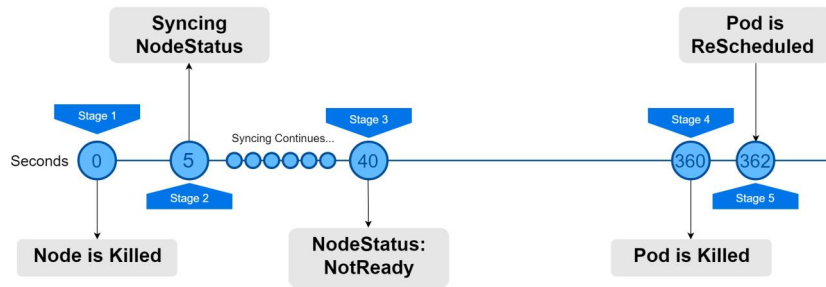 Syncing
NodeStatus
Pod is
ReScheduled
Stage 1
Stage 3
Stage 4
Syncing Continues...
Seconds
0
5
40
360
362
Stage 2
Stage 5
Node is Killed
NodeStatus:
NotReady
Pod is Killed